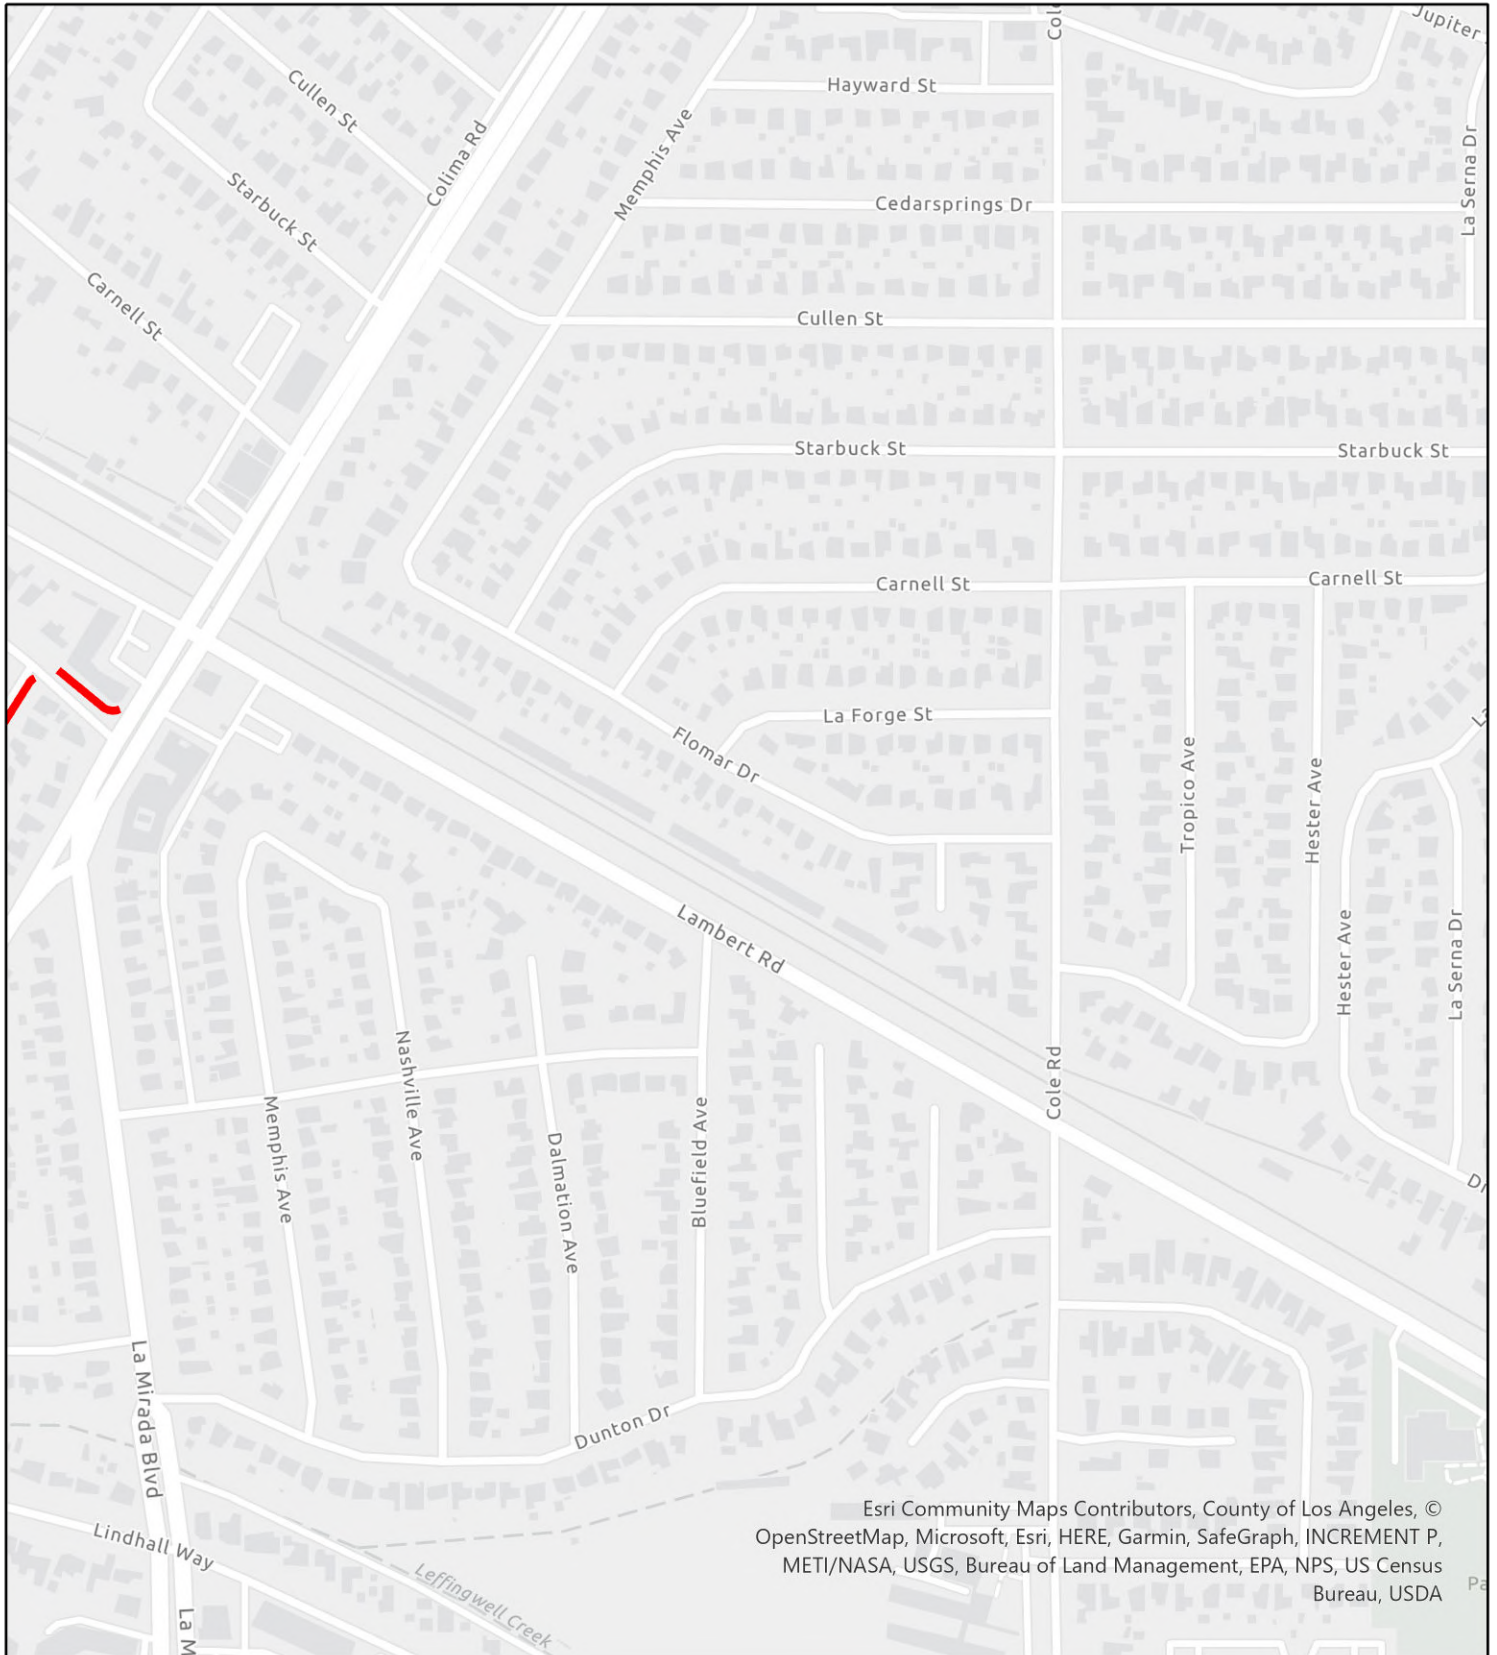 Jupiter
Cole
Cullen St
Hayward St
Colima Rd
Memphis Ave
La Serna Dr
Starbuck St
Cedarsprings Dr
Carnell St
Cullen St
Starbuck St
Starbuck St
Carnell St
Carnell St
La Forge St
Flomar Dr
Tropico Ave
Hester Ave
Lambert Rd
Hester Ave
La Serna Dr
Nashville Ave
Cole Rd
Memphis Ave
Dalmation Ave
Bluefield Ave
Dr
La Mirada Blvd
Dunton Dr
Lindhall Way
Leffingwell Creek
La M
Pa
Esri Community Maps Contributors, County of Los Angeles, ©
OpenStreetMap, Microsoft, Esri, HERE, Garmin, SafeGraph, INCREMENT P,
METI/NASA, USGS, Bureau of Land Management, EPA, NPS, US Census
Bureau, USDA